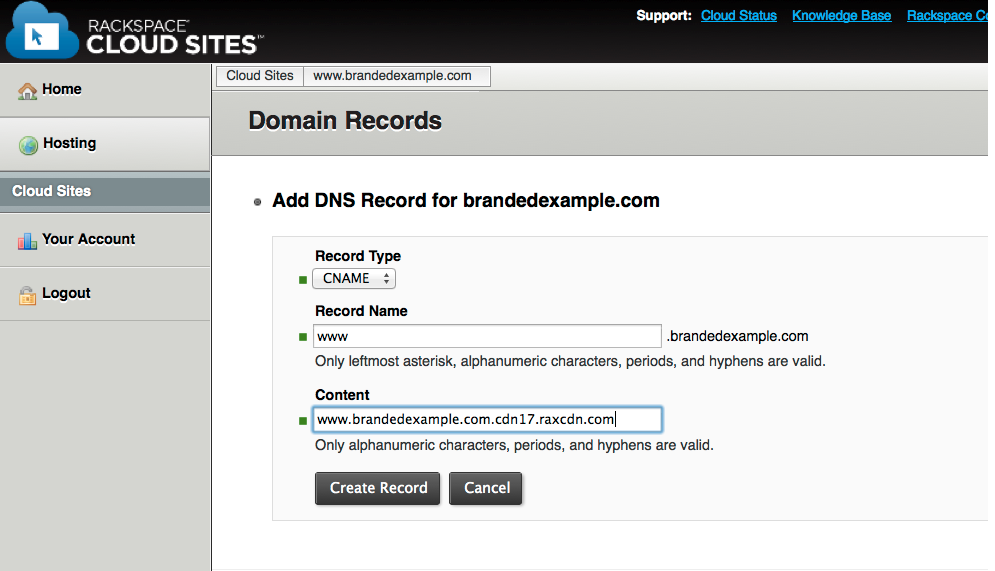 Support: Cloud Status Knowledge Base Rackspace
RACKSPACE®
CLOUD SITES™
Cloud Sites www.brandedexample.com
Home
Domain Records
Hosting
Cloud Sites
Add DNS Record for brandedexample.com
Your Account
Record Type
CNAME
Logout
Record Name
www .brandedexample.com
Only leftmost asterisk, alphanumeric characters, periods, and hyphens are valid.
Content
www.brandedexample.com.cdn17.raxcdn.com
Only alphanumeric characters, periods, and hyphens are valid.
Create Record Cancel